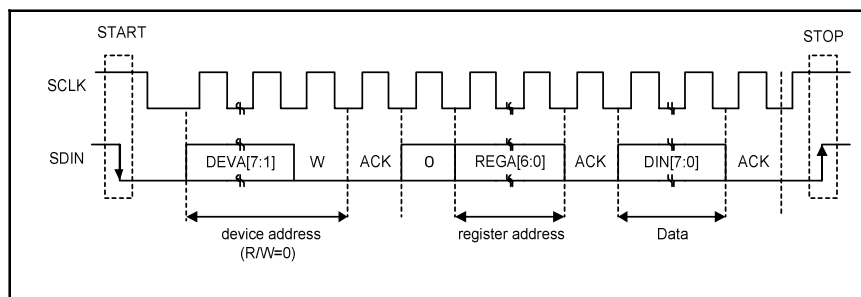 START
STOP
SCLK
SDIN
DEVA[7:1] W ACK 0 REGA[6:0] ACK DIN[7:0] ACK
device address register address Data
(R/W=0)